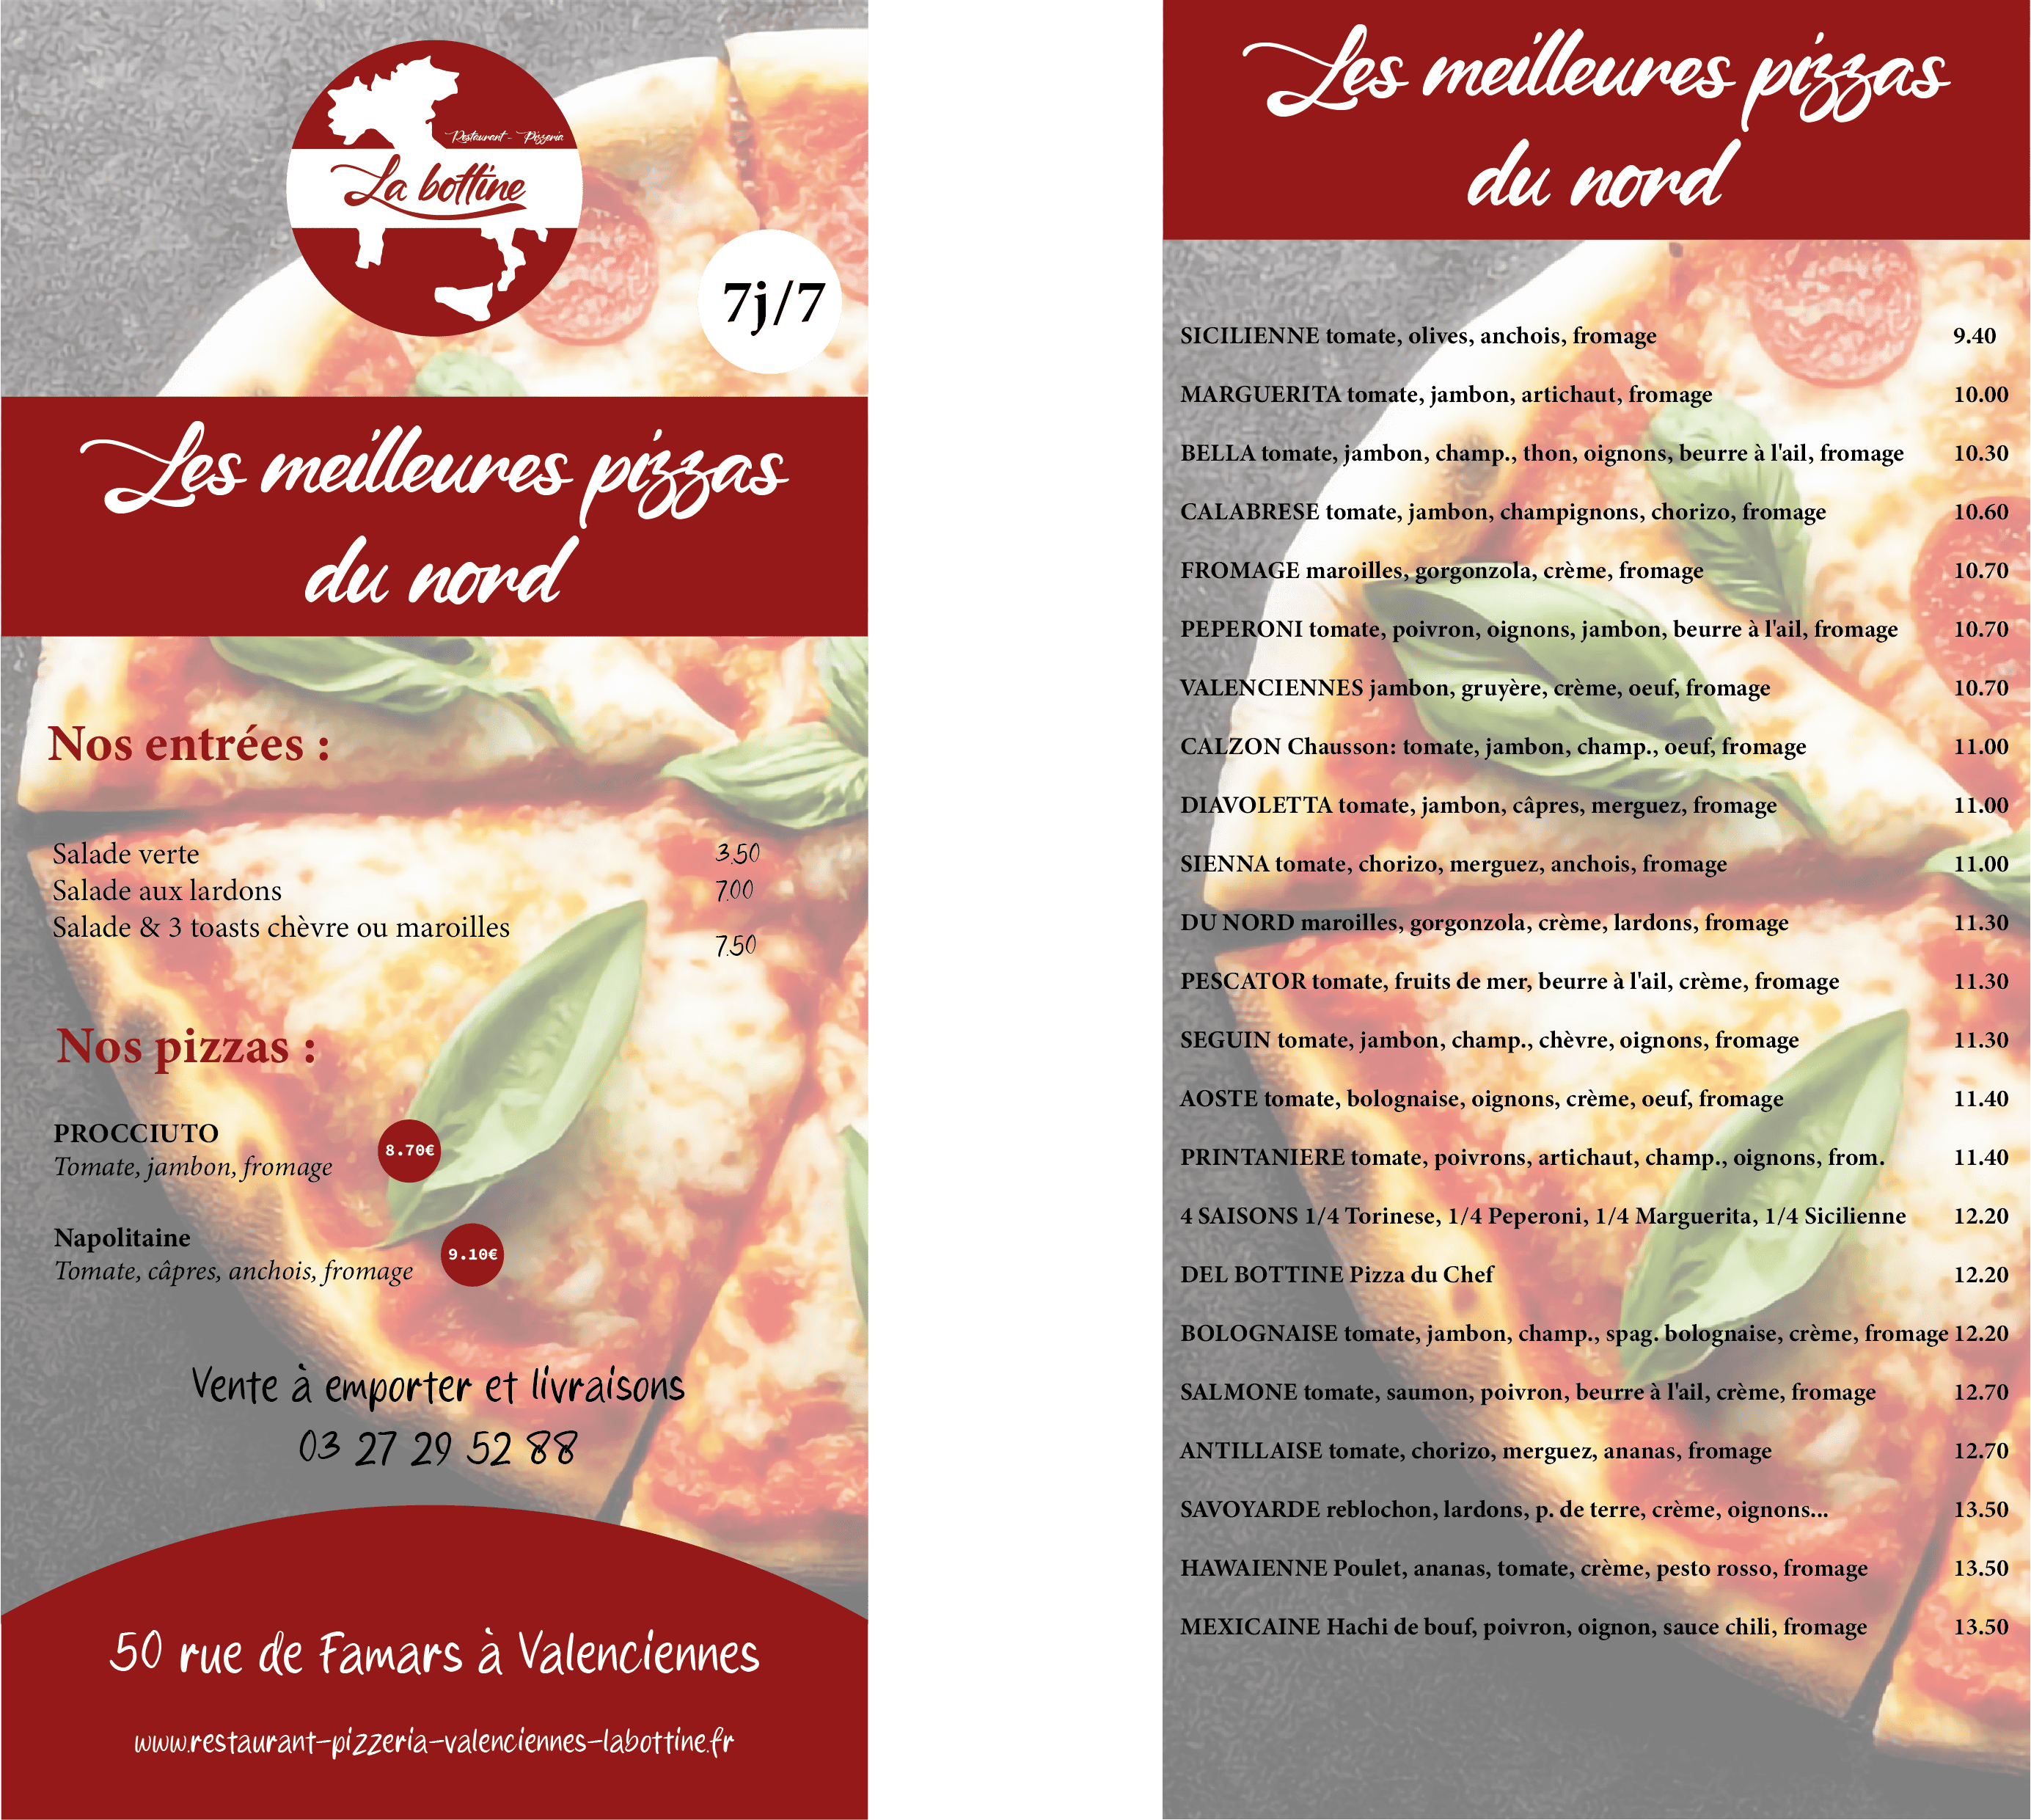 Restaurant - Pizzeria
La bottine
7j/7
Les meilleures pizzas
du nord
Nos entrées :
Salade verte 3.50
Salade aux lardons 7.00
Salade & 3 toasts chèvre ou maroilles 7.50
Nos pizzas :
PROCCIUTO
Tomate, jambon, fromage
8.70€
Napolitaine
Tomate, câpres, anchois, fromage
9.10€
Vente à emporter et livraisons
03 27 29 52 88
50 rue de Famars à Valenciennes
www.restaurant-pizzeria-valenciennes-labottine.fr
Les meilleures pizzas
du nord
SICILIENNE tomate, olives, anchois, fromage 9.40
MARGUERITA tomate, jambon, artichaut, fromage 10.00
BELLA tomate, jambon, champ., thon, oignons, beurre à l'ail, fromage 10.30
CALABRESE tomate, jambon, champignons, chorizo, fromage 10.60
FROMAGE maroilles, gorgonzola, crème, fromage 10.70
PEPERONI tomate, poivron, oignons, jambon, beurre à l'ail, fromage 10.70
VALENCIENNES jambon, gruyère, crème, oeuf, fromage 10.70
CALZON Chausson: tomate, jambon, champ., oeuf, fromage 11.00
DIAVOLETTA tomate, jambon, câpres, merguez, fromage 11.00
SIENNA tomate, chorizo, merguez, anchois, fromage 11.00
DU NORD maroilles, gorgonzola, crème, lardons, fromage 11.30
PESCATOR tomate, fruits de mer, beurre à l'ail, crème, fromage 11.30
SEGUIN tomate, jambon, champ., chèvre, oignons, fromage 11.30
AOSTE tomate, bolognaise, oignons, crème, oeuf, fromage 11.40
PRINTANIERE tomate, poivrons, artichaut, champ., oignons, from. 11.40
4 SAISONS 1/4 Torinese, 1/4 Peperoni, 1/4 Marguerita, 1/4 Sicilienne 12.20
DEL BOTTINE Pizza du Chef 12.20
BOLOGNAISE tomate, jambon, champ., spag. bolognaise, crème, fromage 12.20
SALMONE tomate, saumon, poivron, beurre à l'ail, crème, fromage 12.70
ANTILLAISE tomate, chorizo, merguez, ananas, fromage 12.70
SAVOYARDE reblochon, lardons, p. de terre, crème, oignons... 13.50
HAWAIENNE Poulet, ananas, tomate, crème, pesto rosso, fromage 13.50
MEXICAINE Hachi de bouf, poivron, oignon, sauce chili, fromage 13.50